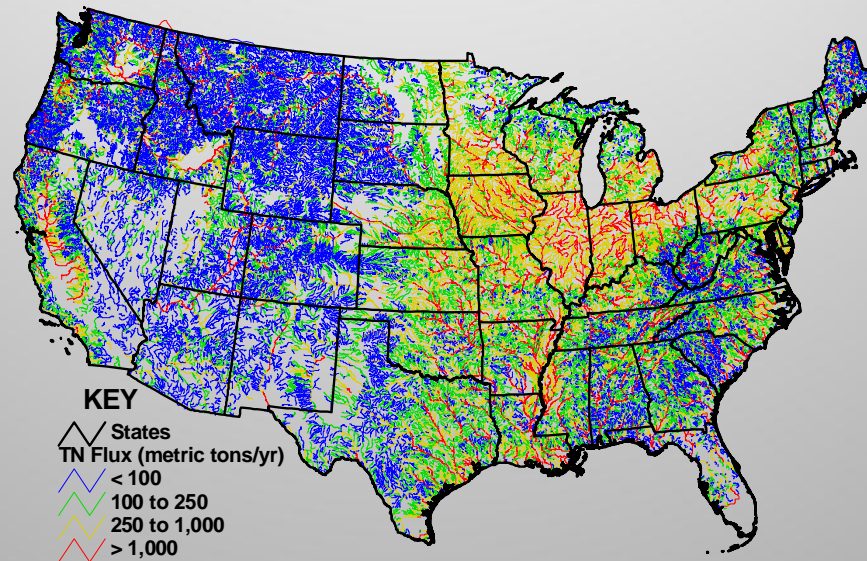 KEY
States
TN Flux (metric tons/yr)
< 100
100 to 250
250 to 1,000
> 1,000